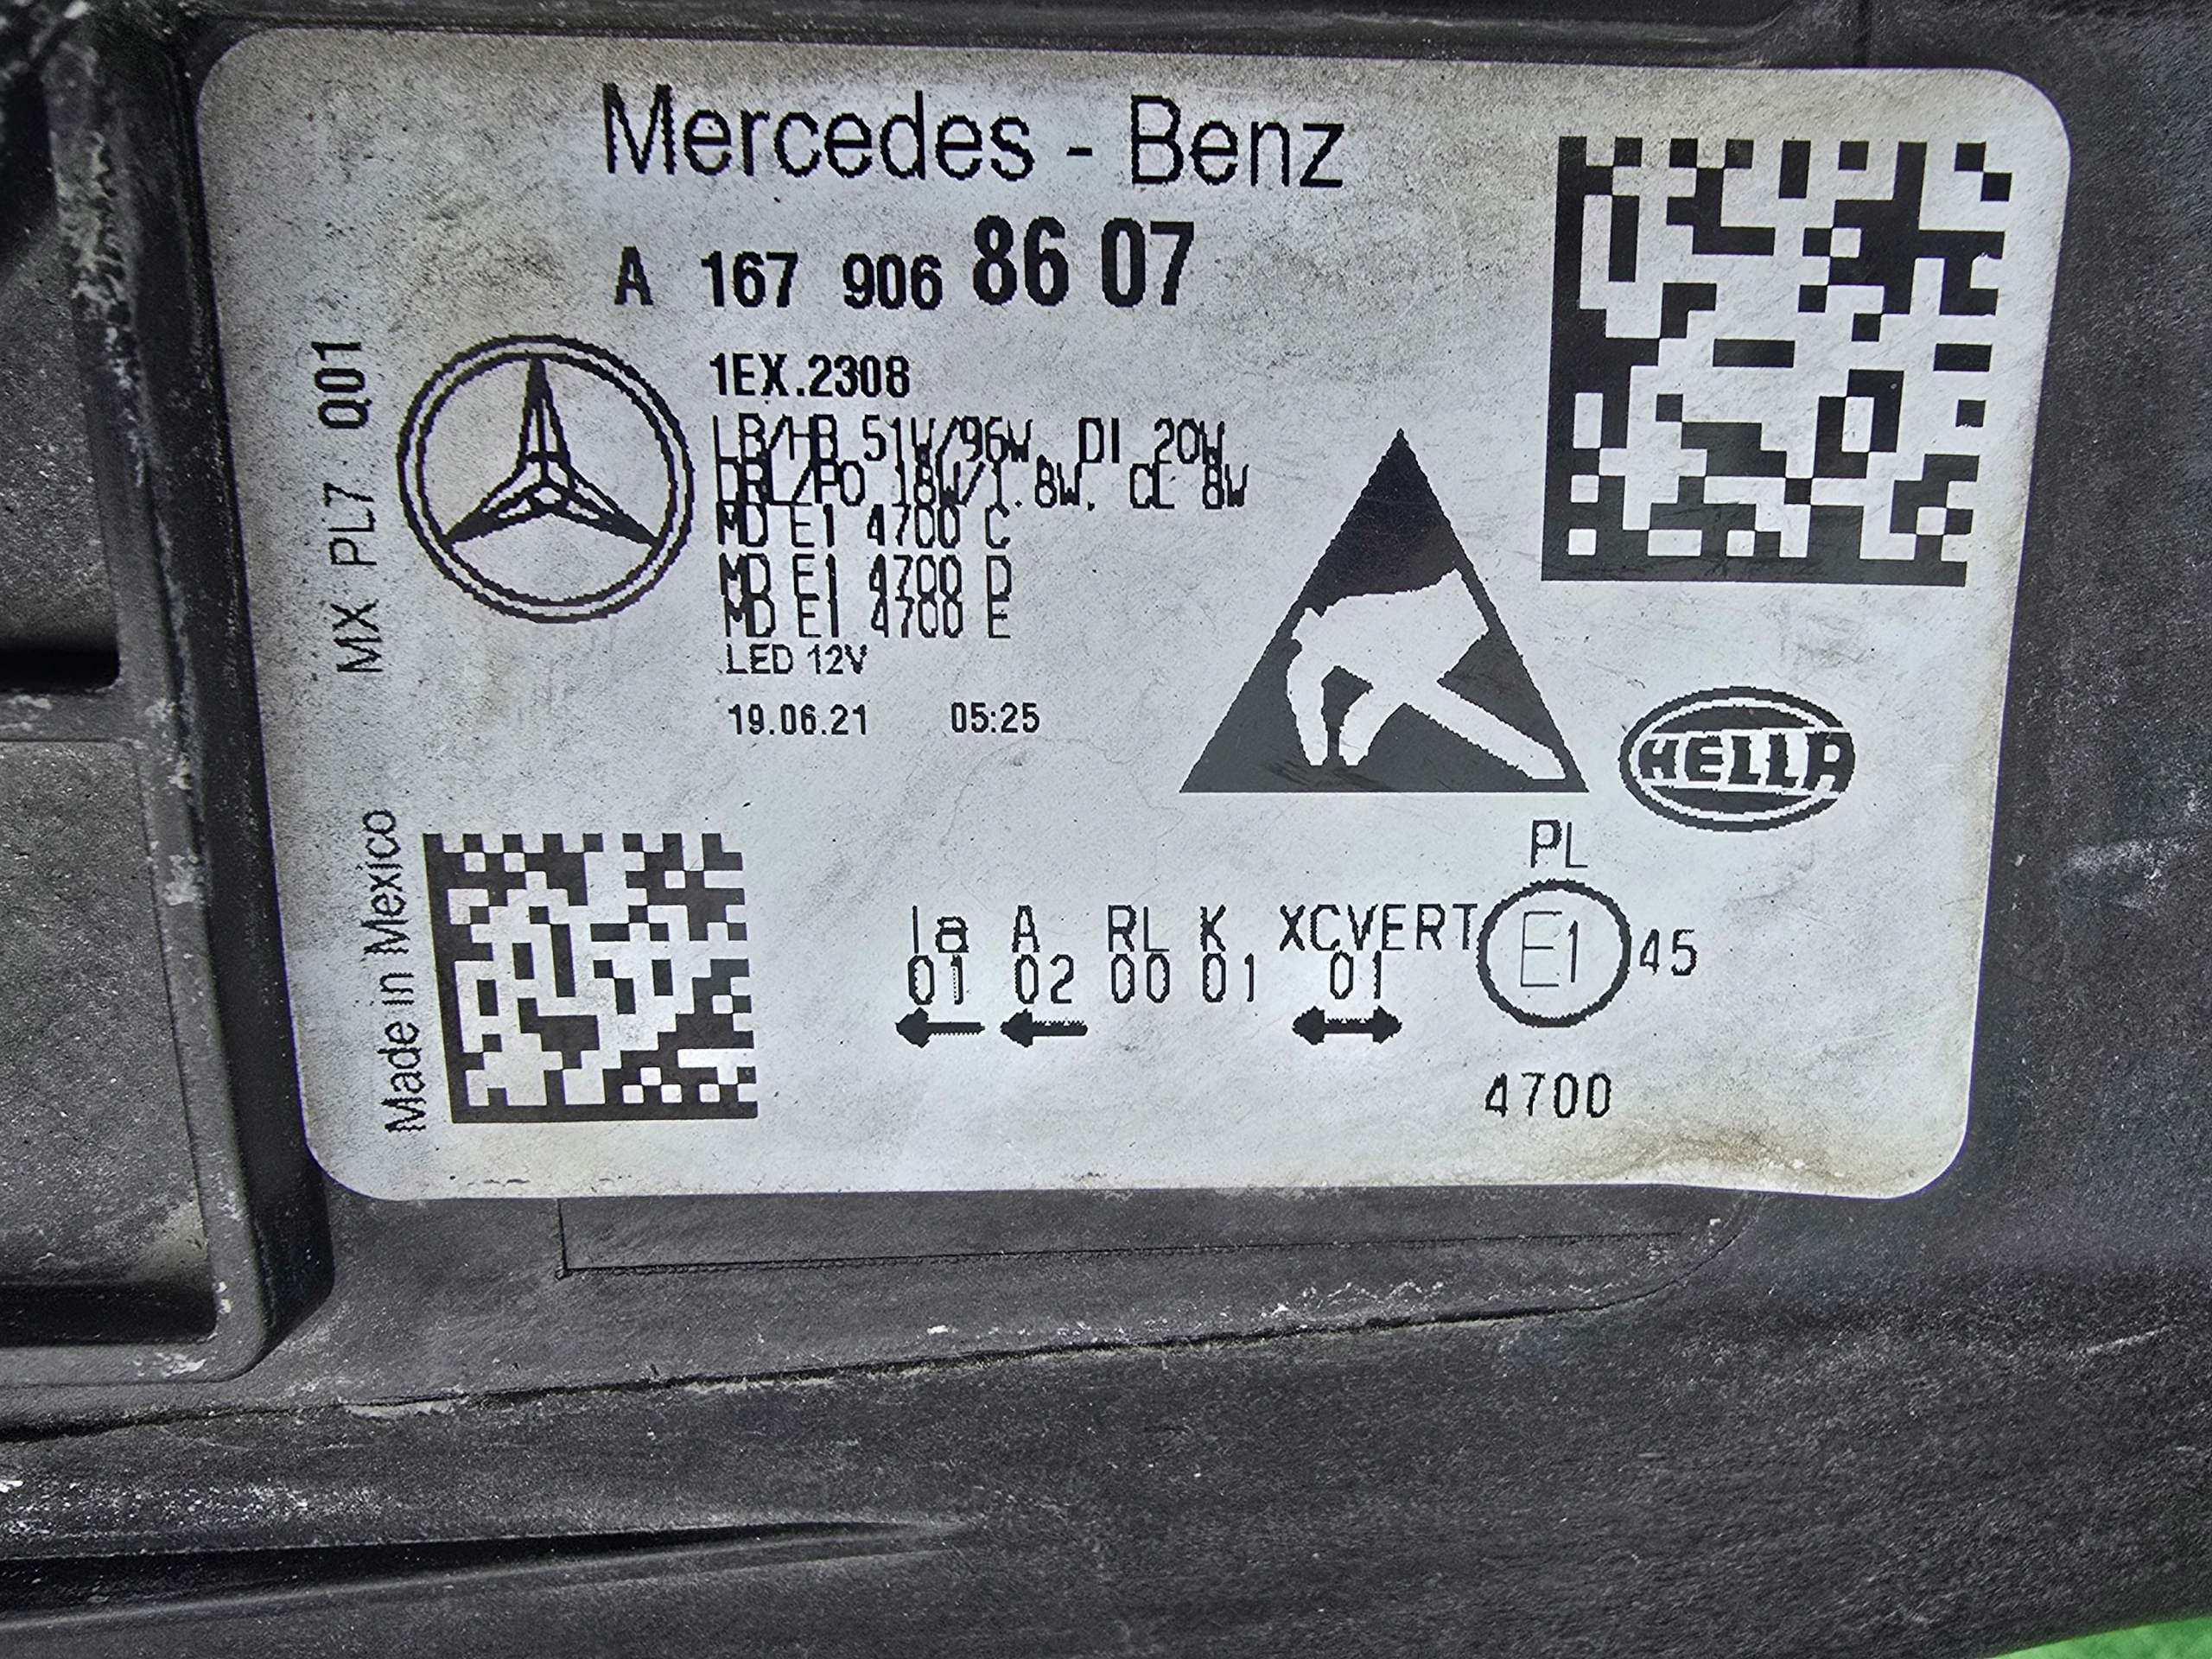 Mercedes - Benz
A 167 906 86 07
1EX.2308
LB/HB 51W/96W, DI 20W
DRL/PO 18W/1.8W, CL 8W
MD E1 4700 C
MD E1 4700 D
MD E1 4700 E
LED 12V
19.06.21 05:25
MX PL7 Q01
Made in Mexico
HELLA
PL
Ia A RL K XCVERT E1 45
01 02 00 01 01
4700